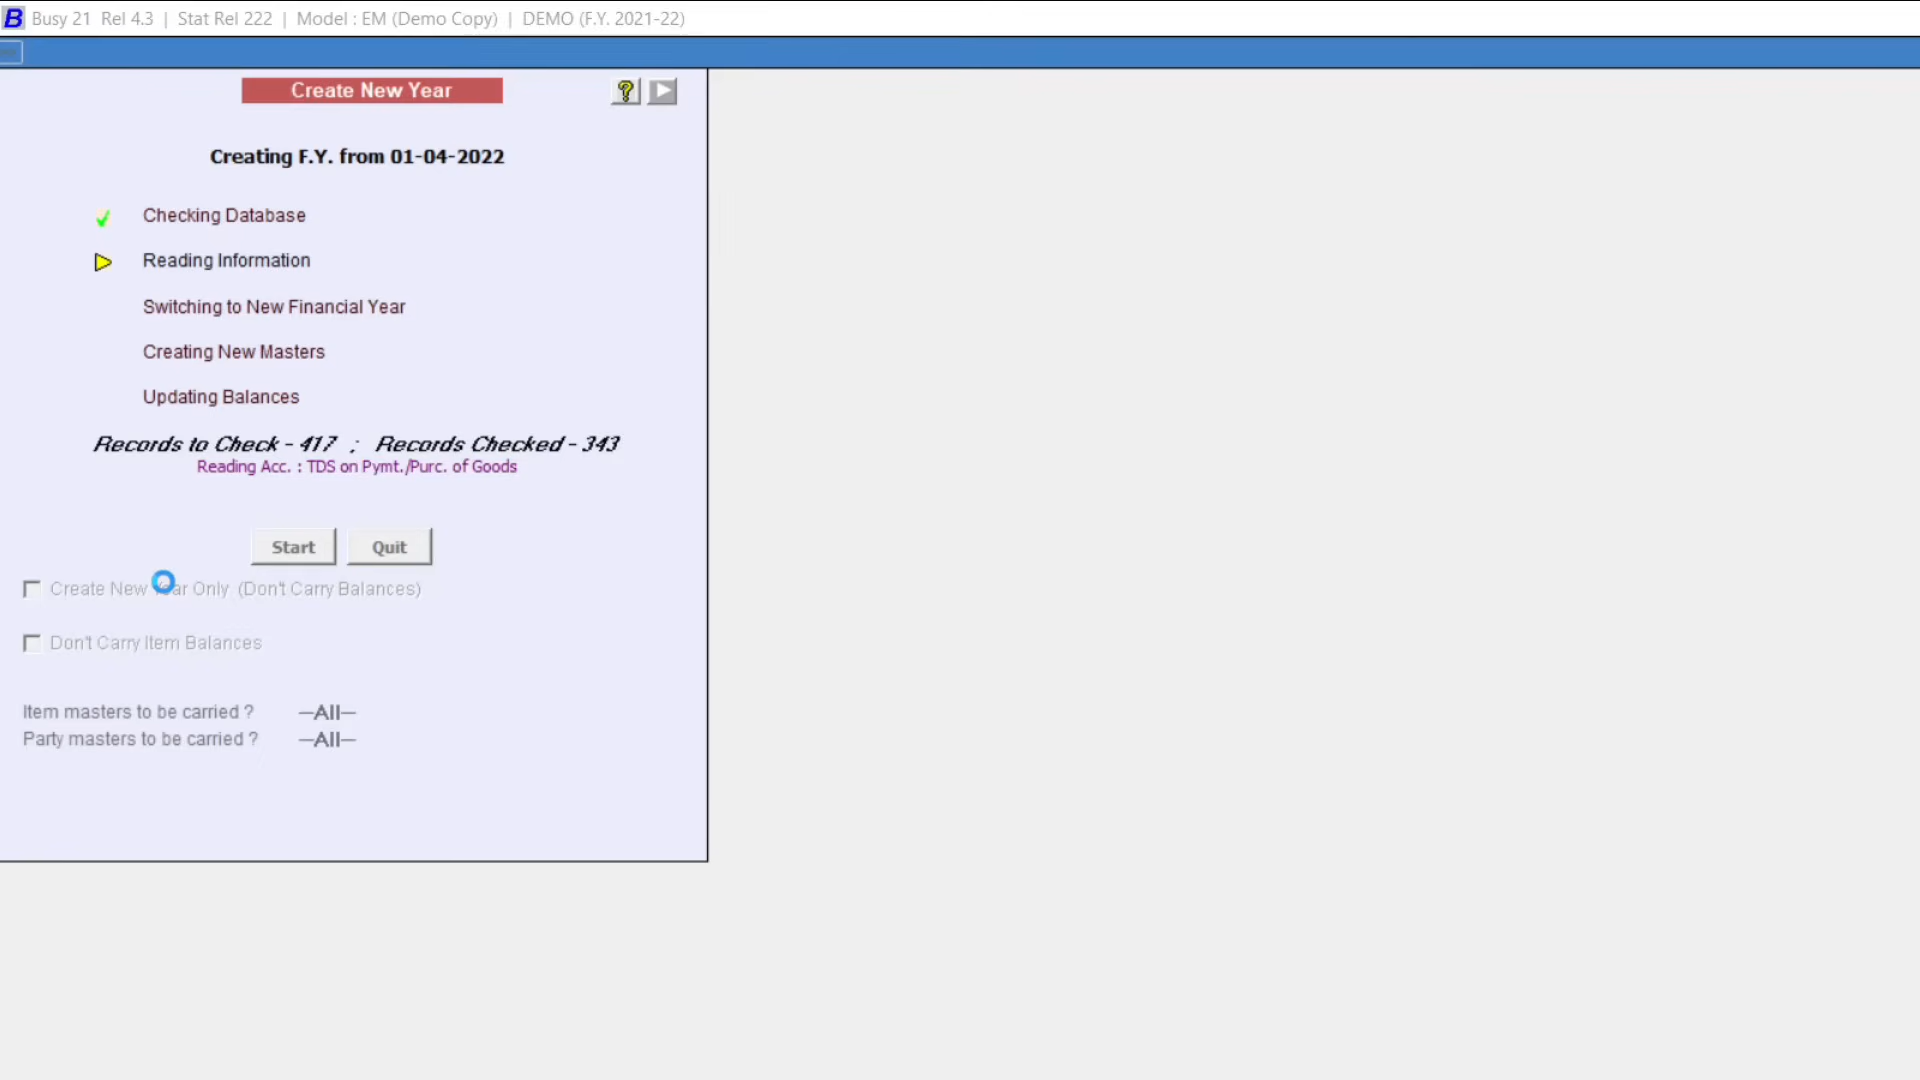 B Busy 21 Rel 4.3 | Stat Rel 222 | Model : EM (Demo Copy) | DEMO (F.Y. 2021-22)
Create New Year
?
Creating F.Y. from 01-04-2022
Checking Database
Reading Information
Switching to New Financial Year
Creating New Masters
Updating Balances
Records to Check - 417 ; Records Checked - 343
Reading Acc. : TDS on Pymt./Purc. of Goods
Start Quit
Create New Year Only (Don't Carry Balances)
Don't Carry Item Balances
Item masters to be carried ? —All—
Party masters to be carried ? —All—